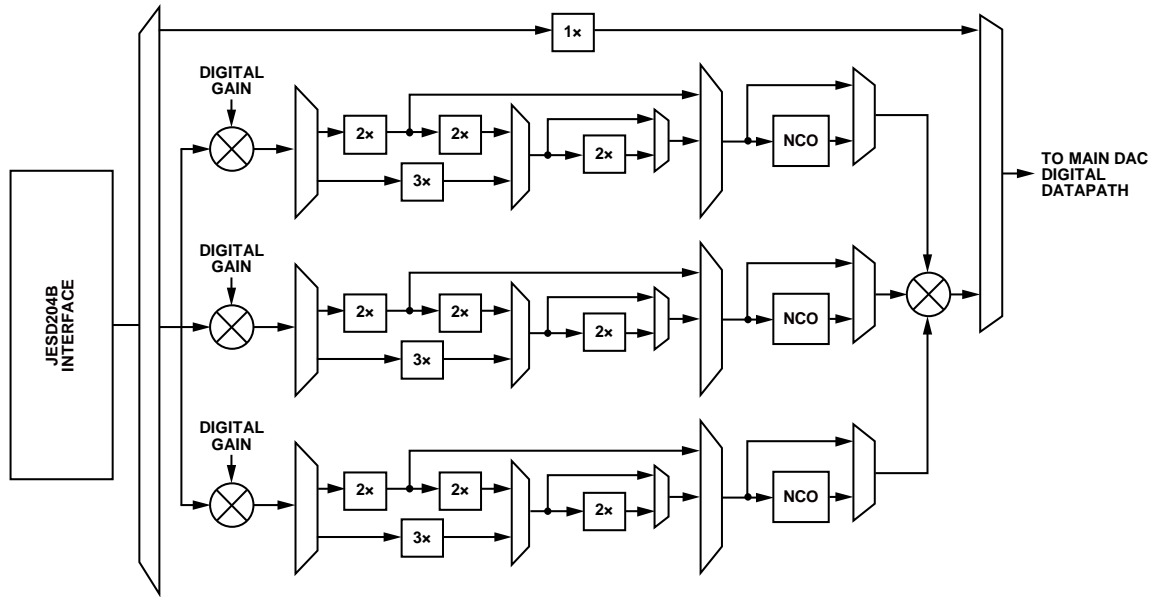 1×
DIGITAL
GAIN
2×
2×
2×
3×
NCO
TO MAIN DAC
DIGITAL
DATAPATH
JESD204B
INTERFACE
DIGITAL
GAIN
2×
2×
2×
3×
NCO
DIGITAL
GAIN
2×
2×
2×
3×
NCO